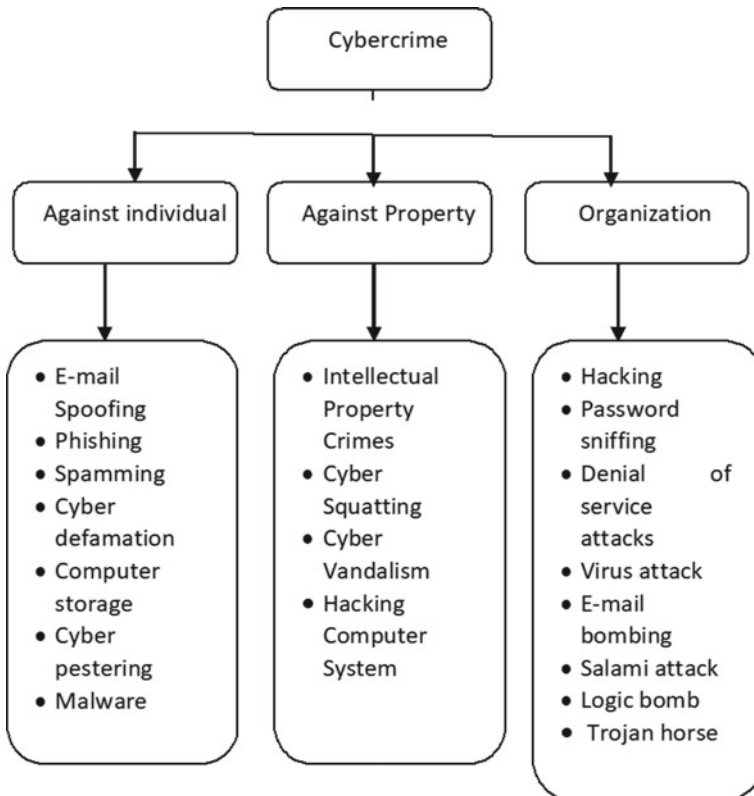 Cybercrime
Against individual
Against Property
Organization
• E-mail
Spoofing
• Phishing
• Spamming
• Cyber
defamation
• Computer
storage
• Cyber
pestering
• Malware
• Intellectual
Property
Crimes
• Cyber
Squatting
• Cyber
Vandalism
• Hacking
Computer
System
• Hacking
• Password
sniffing
• Denial of
service
attacks
• Virus attack
• E-mail
bombing
• Salami attack
• Logic bomb
• Trojan horse